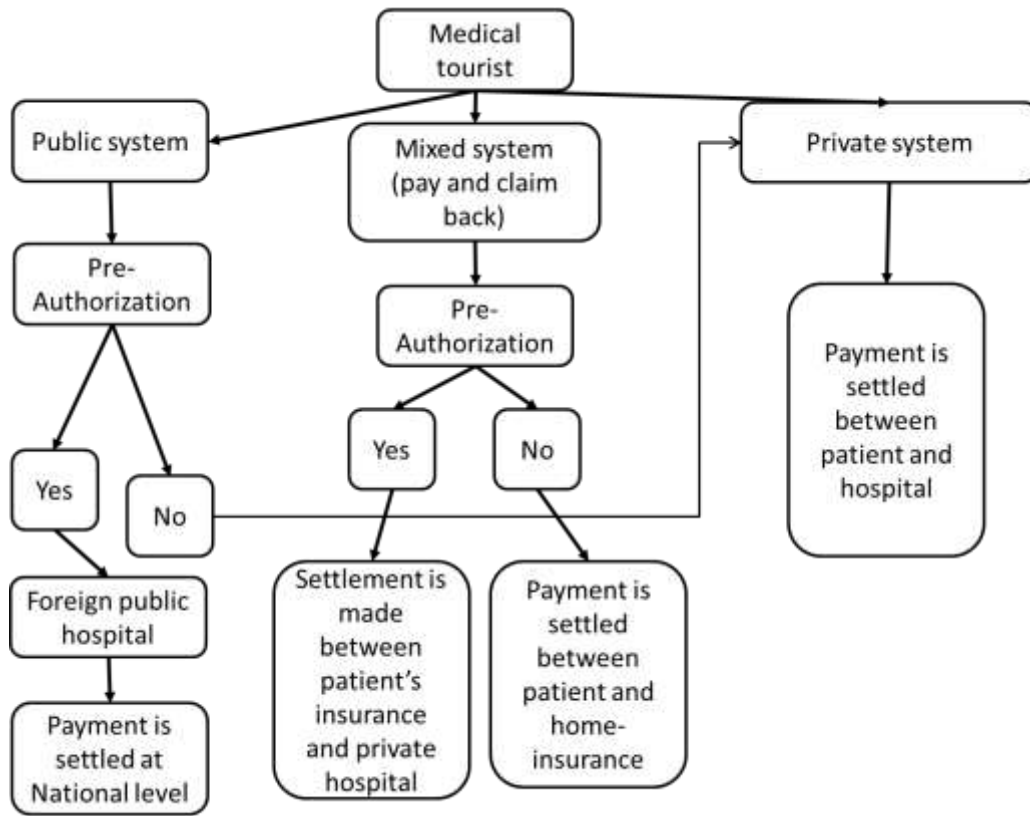 Medical
tourist
Public system
Mixed system
(pay and claim
back)
Private system
Pre-
Authorization
Pre-
Authorization
Payment is
settled
between
patient and
hospital
Yes
No
Yes
No
Foreign public
hospital
Settlement is
made
between
patient’s
insurance
and private
hospital
Payment is
settled
between
patient and
home-
insurance
Payment is
settled at
National level